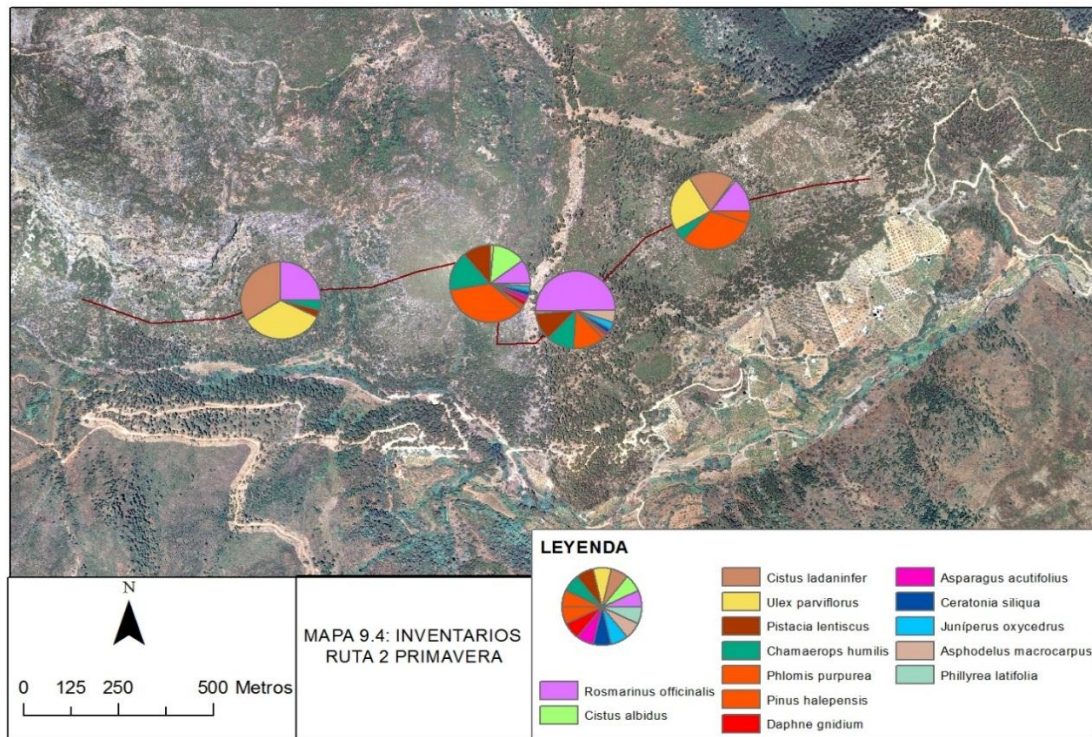 LEYENDA
Rosmarinus officinalis
Cistus albidus
Cistus ladaninfer
Ulex parviflorus
Pistacia lentiscus
Chamaerops humilis
Phlomis purpurea
Pinus halepensis
Daphne gnidium
Asparagus acutifolius
Ceratonia siliqua
Juníperus oxycedrus
Asphodelus macrocarpus
Phillyrea latifolia
N
0 125 250 500 Metros
MAPA 9.4: INVENTARIOS
RUTA 2 PRIMAVERA